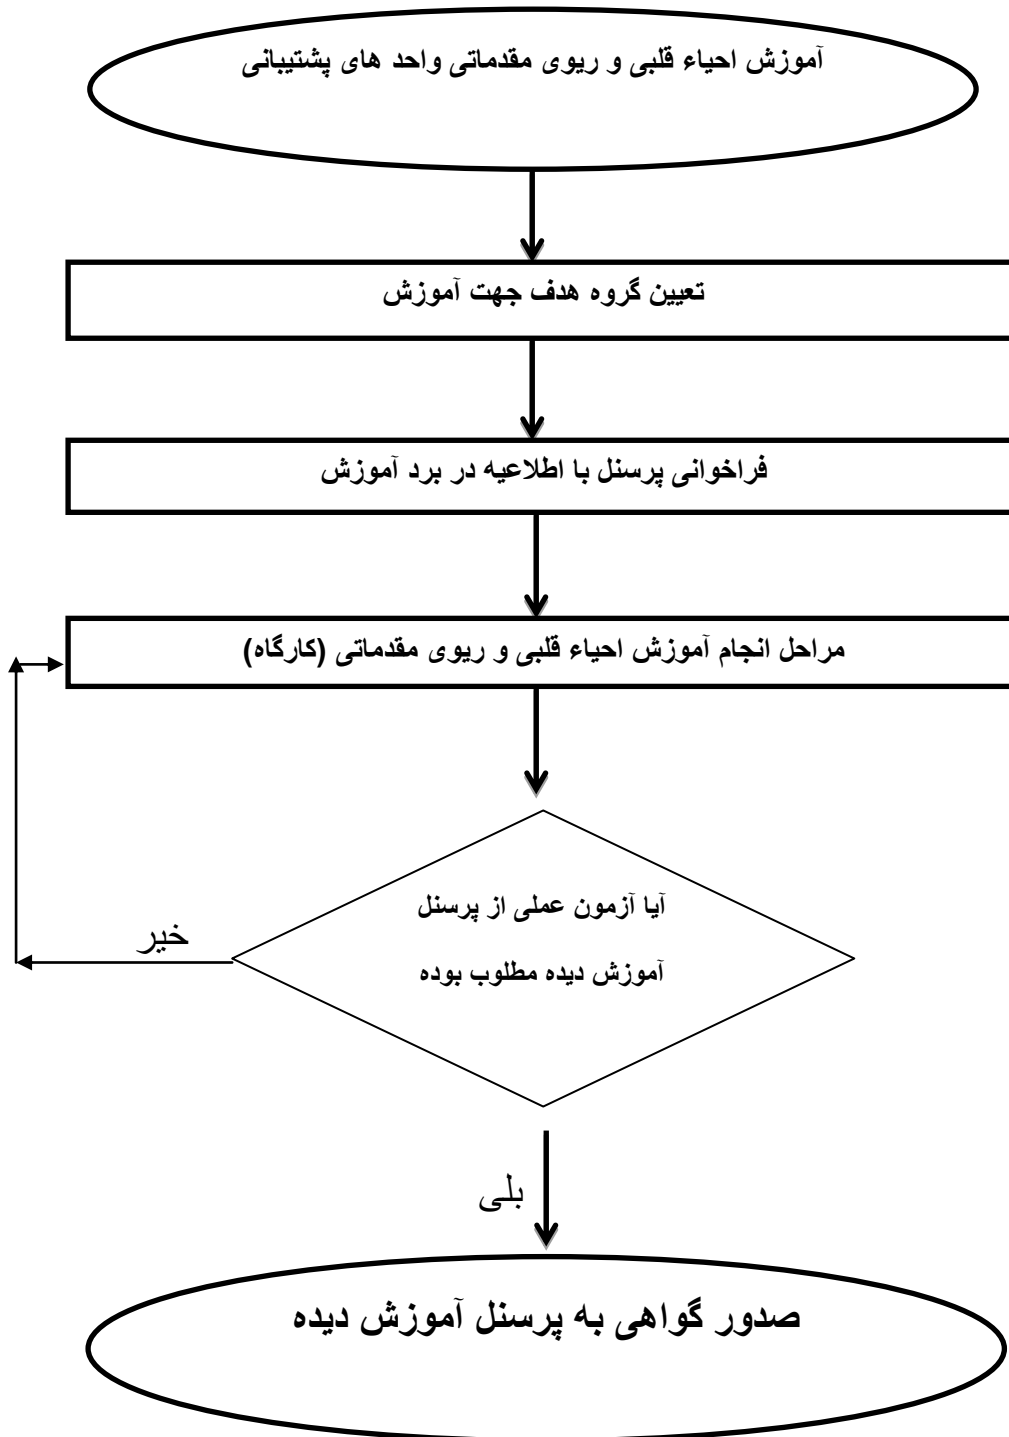 آموزش احیاء قلبی و ریوی مقدماتی واحد های پشتیبانی
تعیین گروه هدف جهت آموزش
فراخوانی پرسنل با اطلاعیه در برد آموزش
مراحل انجام آموزش احیاء قلبی و ریوی مقدماتی (کارگاه)
آیا آزمون عملی از پرسنل
آموزش دیده مطلوب بوده
خیر
بلی
صدور گواهی به پرسنل آموزش دیده